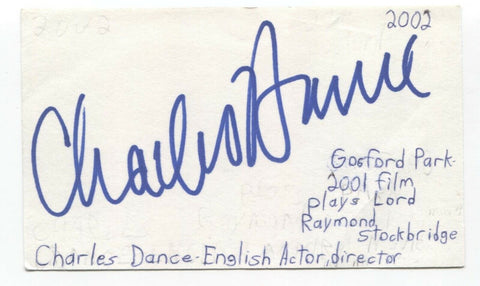 2002
Charles Dance
Gosford Park-
2001 film
plays Lord
Raymond
Stockbridge
Charles Dance-English Actor, director